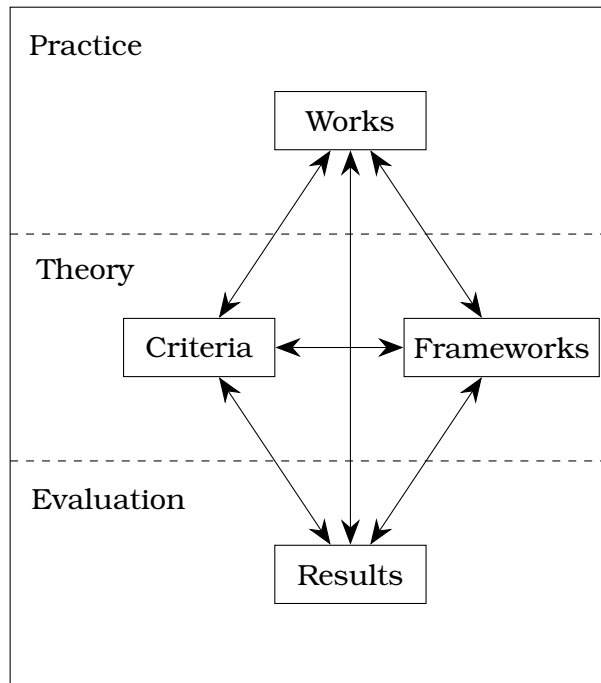 Practice
Works
Theory
Criteria
Frameworks
Evaluation
Results